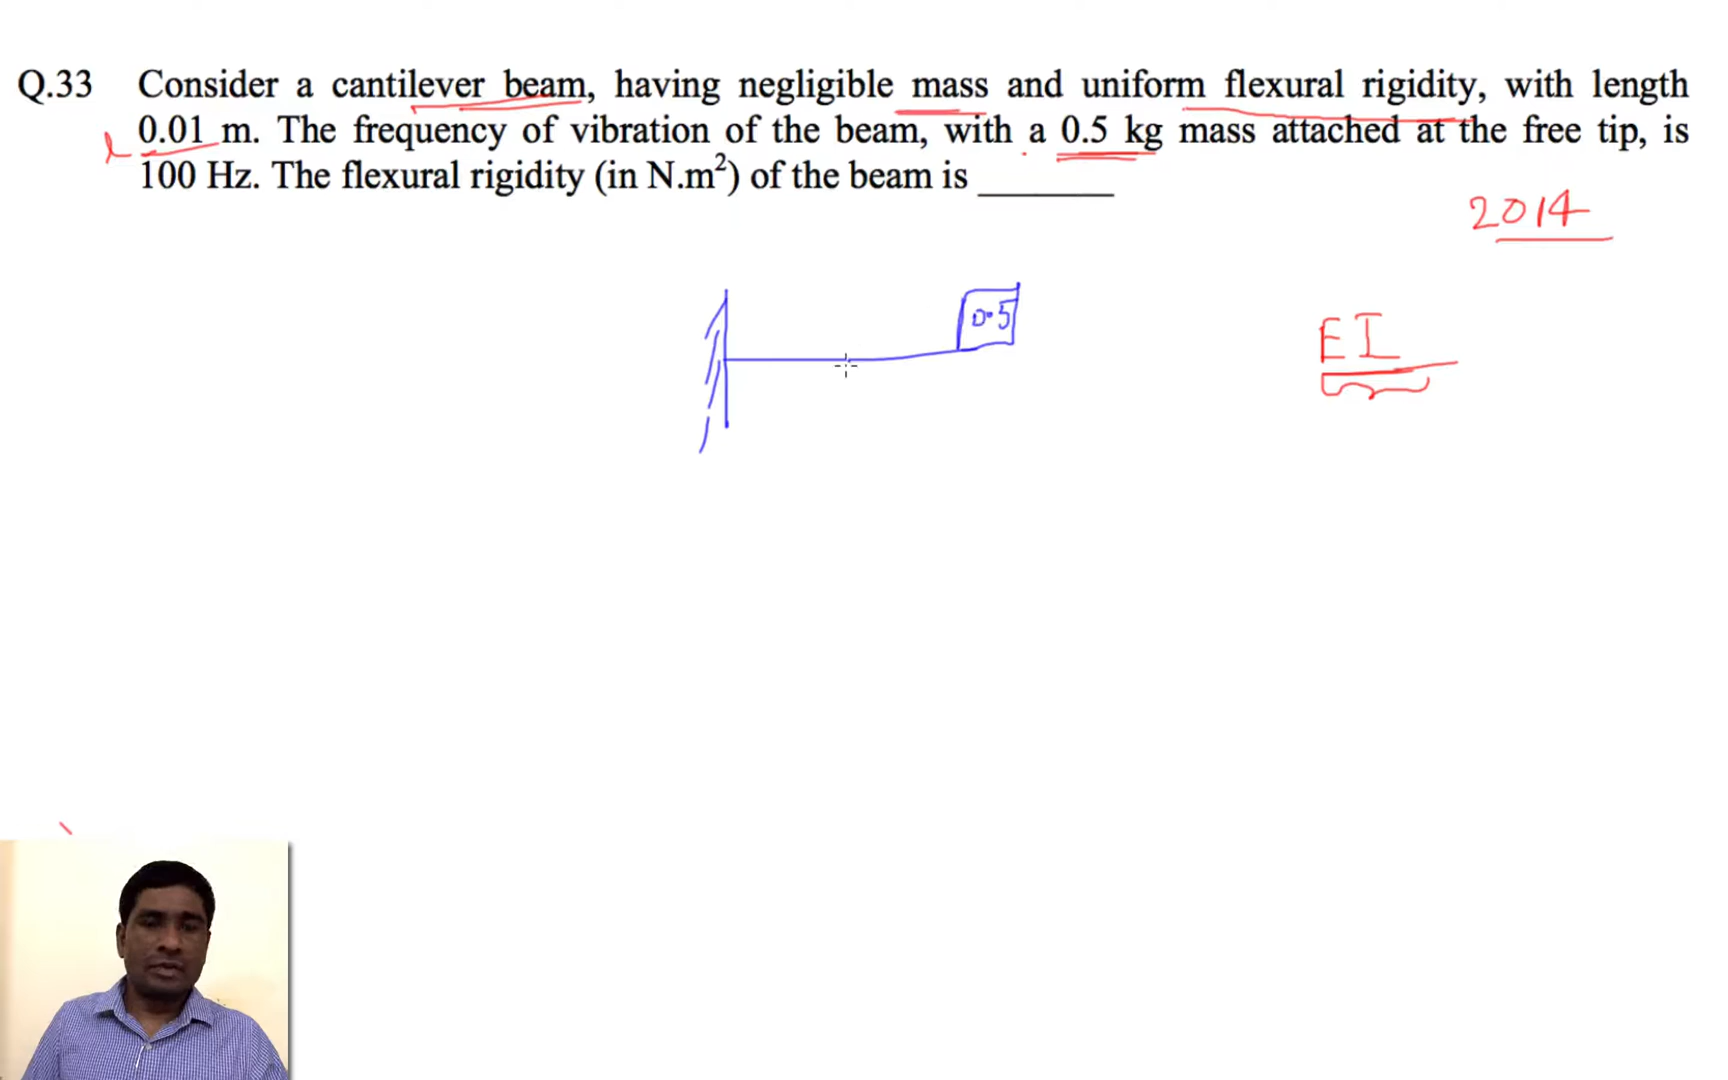 Q.33 Consider a cantilever beam, having negligible mass and uniform flexural rigidity, with length
l 0.01 m. The frequency of vibration of the beam, with a 0.5 kg mass attached at the free tip, is
100 Hz. The flexural rigidity (in N.m²) of the beam is ________
2014
0.5
EI